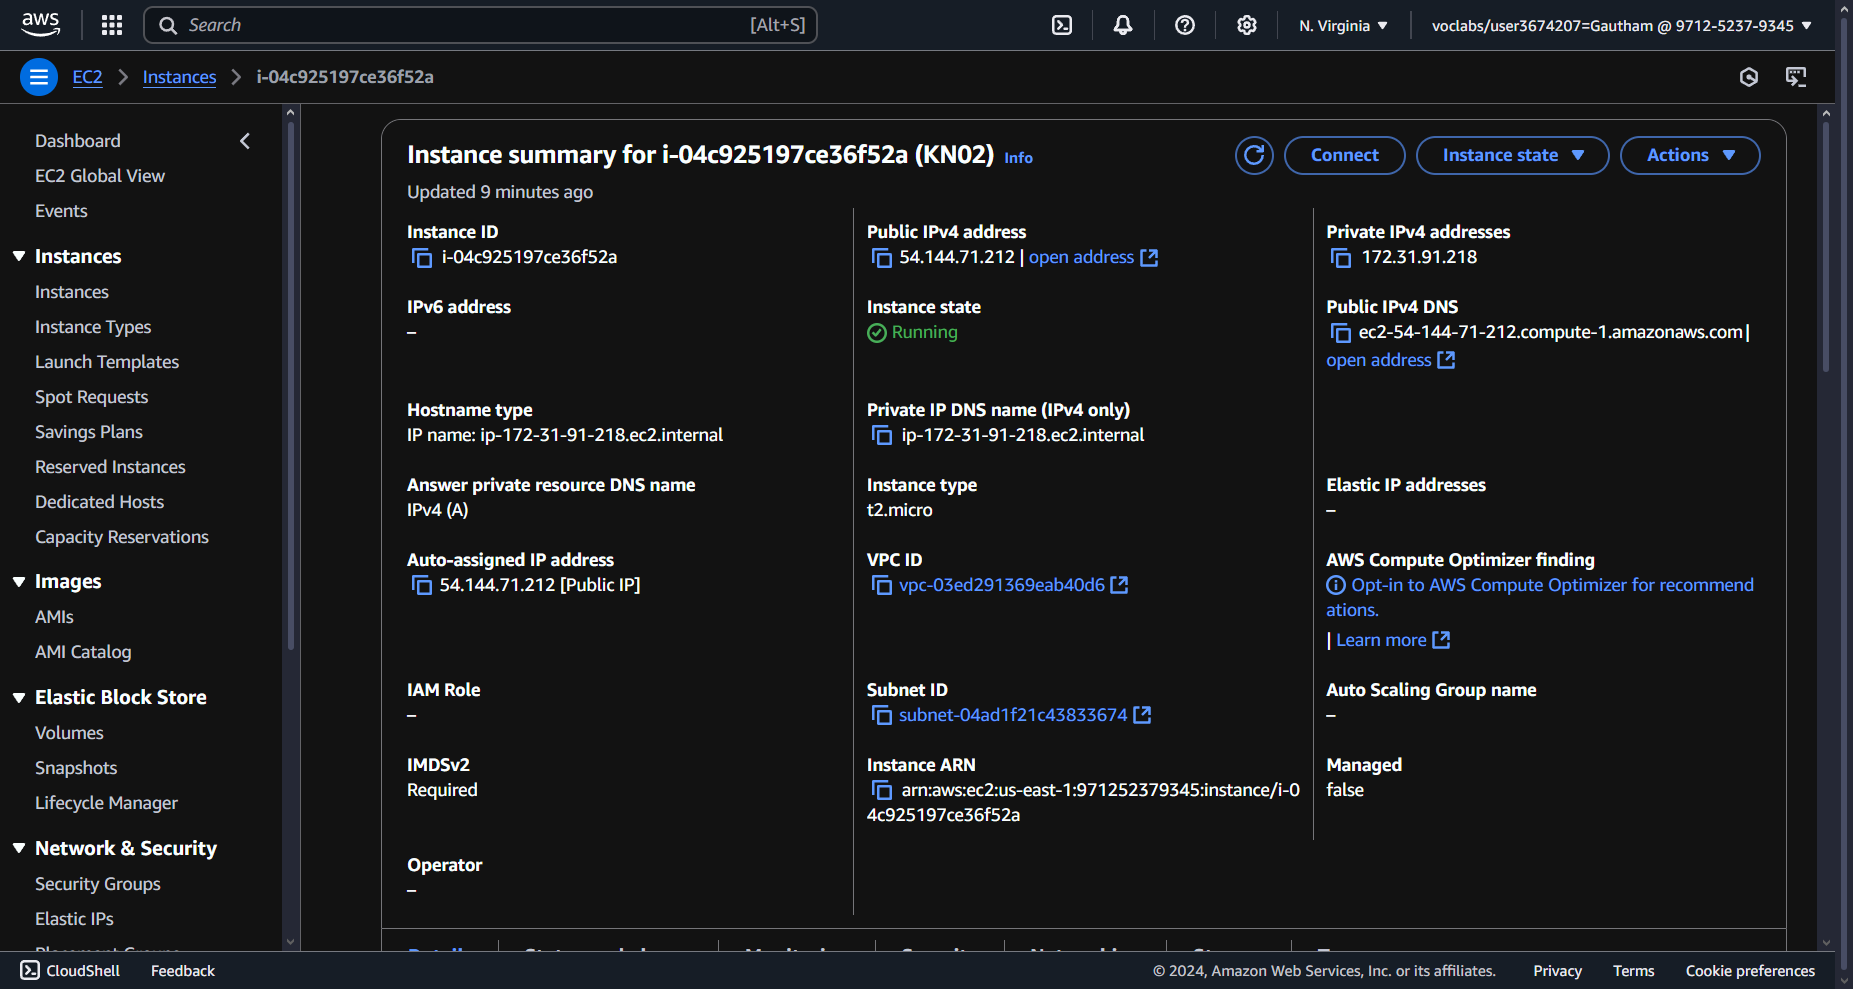 aws
Search [Alt+S]
N. Virginia
voclabs/user3674207=Gautham @ 9712-5237-9345
EC2
Instances
i-04c925197ce36f52a
Dashboard
EC2 Global View
Events
Instances
Instances
Instance Types
Launch Templates
Spot Requests
Savings Plans
Reserved Instances
Dedicated Hosts
Capacity Reservations
Images
AMIs
AMI Catalog
Elastic Block Store
Volumes
Snapshots
Lifecycle Manager
Network & Security
Security Groups
Elastic IPs
Instance summary for i-04c925197ce36f52a (KN02) Info
Updated 9 minutes ago
Connect
Instance state
Actions
Instance ID
i-04c925197ce36f52a
Public IPv4 address
54.144.71.212 | open address
Private IPv4 addresses
172.31.91.218
IPv6 address
–
Instance state
Running
Public IPv4 DNS
ec2-54-144-71-212.compute-1.amazonaws.com |
open address
Hostname type
IP name: ip-172-31-91-218.ec2.internal
Private IP DNS name (IPv4 only)
ip-172-31-91-218.ec2.internal
Answer private resource DNS name
IPv4 (A)
Instance type
t2.micro
Elastic IP addresses
–
Auto-assigned IP address
54.144.71.212 [Public IP]
VPC ID
vpc-03ed291369eab40d6
AWS Compute Optimizer finding
Opt-in to AWS Compute Optimizer for recommend
ations.
| Learn more
IAM Role
–
Subnet ID
subnet-04ad1f21c43833674
Auto Scaling Group name
–
IMDSv2
Required
Instance ARN
arn:aws:ec2:us-east-1:971252379345:instance/i-0
4c925197ce36f52a
Managed
false
Operator
–
CloudShell
Feedback
© 2024, Amazon Web Services, Inc. or its affiliates.
Privacy
Terms
Cookie preferences